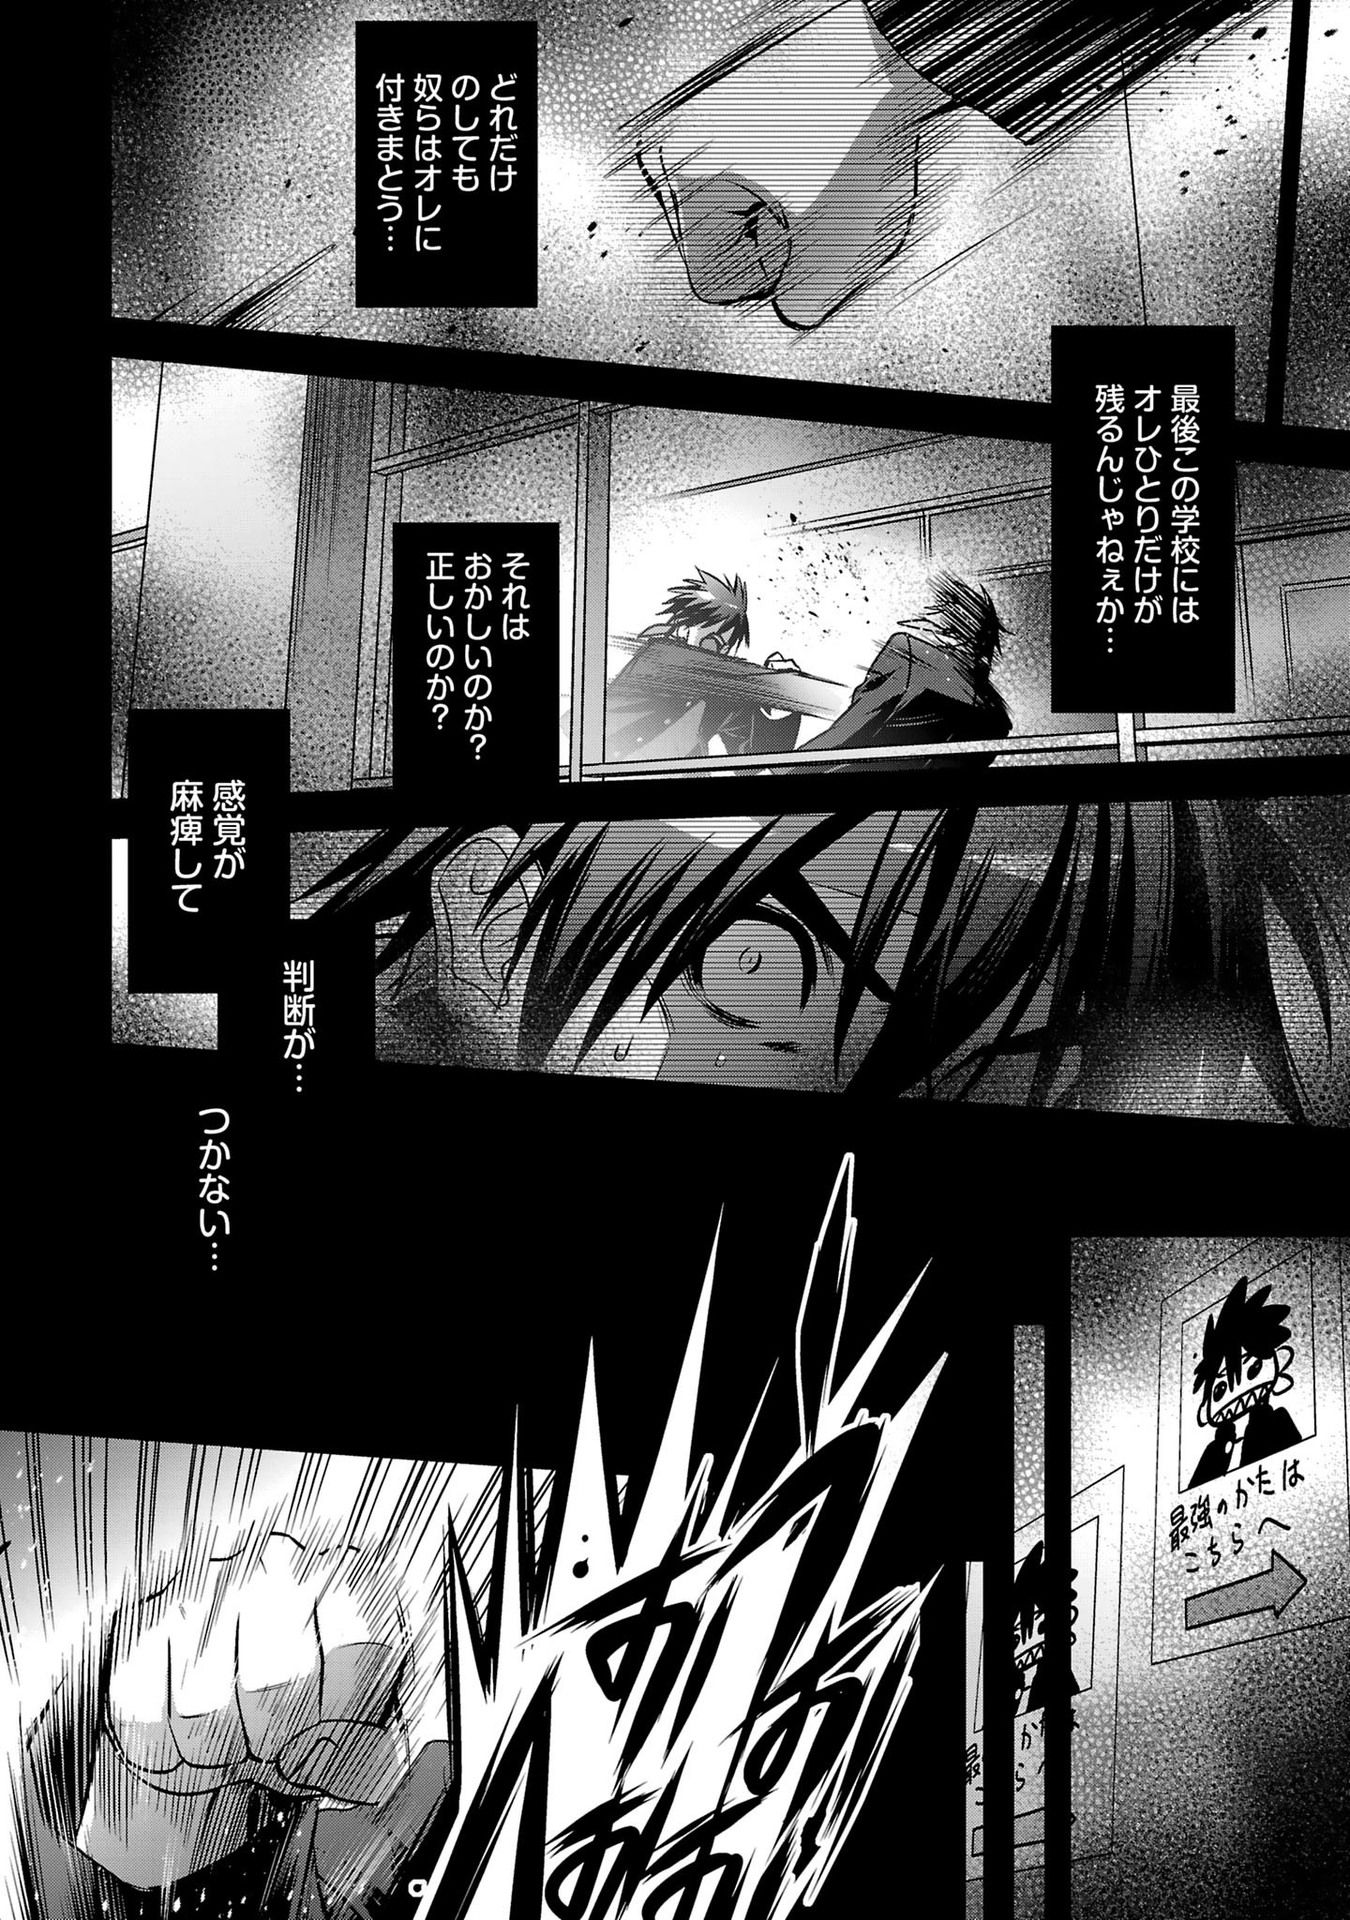 どれだけ
のしても
奴らはオレに
付きまとう…
最後この学校には
オレひとりだけが
残るんじゃねぇか…
それは
おかしいのか?
正しいのか?
感覚が
麻痺して
判断が…
つかない…
最強のかたは
こちらへ